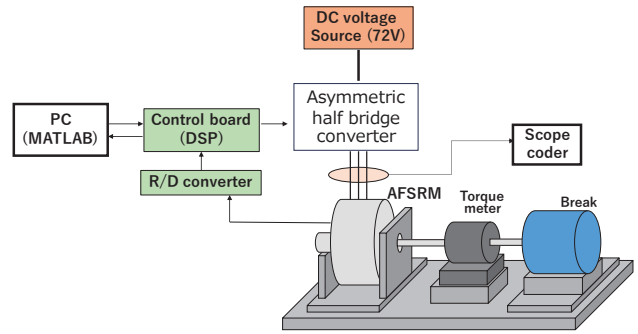 DC voltage
Source (72V)
Asymmetric
half bridge
converter
PC
(MATLAB)
Control board
(DSP)
Scope
coder
R/D converter
AFSRM
Torque
meter
Break